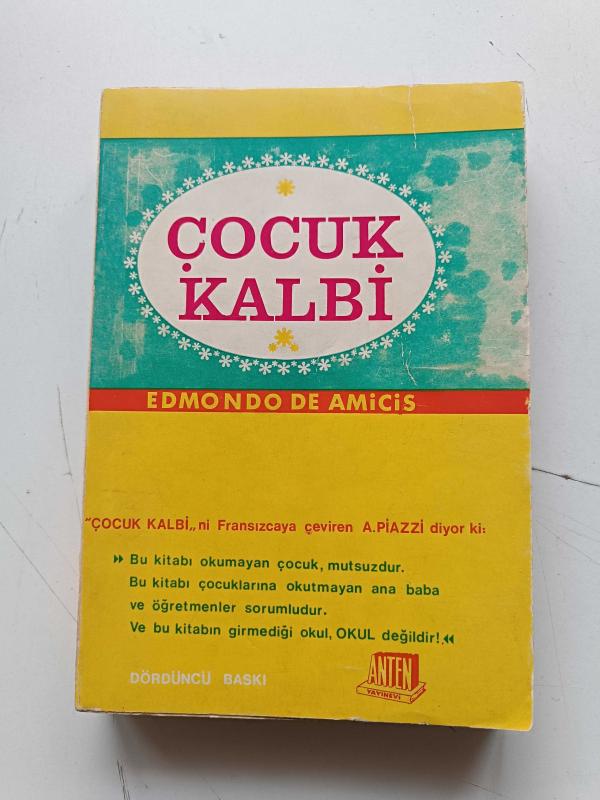 ÇOCUK
KALBİ
EDMONDO DE AMiCiS
"ÇOCUK KALBİ„ni Fransızcaya çeviren A.PİAZZİ diyor ki:
»» Bu kitabı okumayan çocuk, mutsuzdur.
Bu kitabı çocuklarına okutmayan ana baba
ve öğretmenler sorumludur.
Ve bu kitabın girmediği okul, OKUL değildir!.««
DÖRDÜNCÜ BASKI
ANTEN
YAYINEVİ